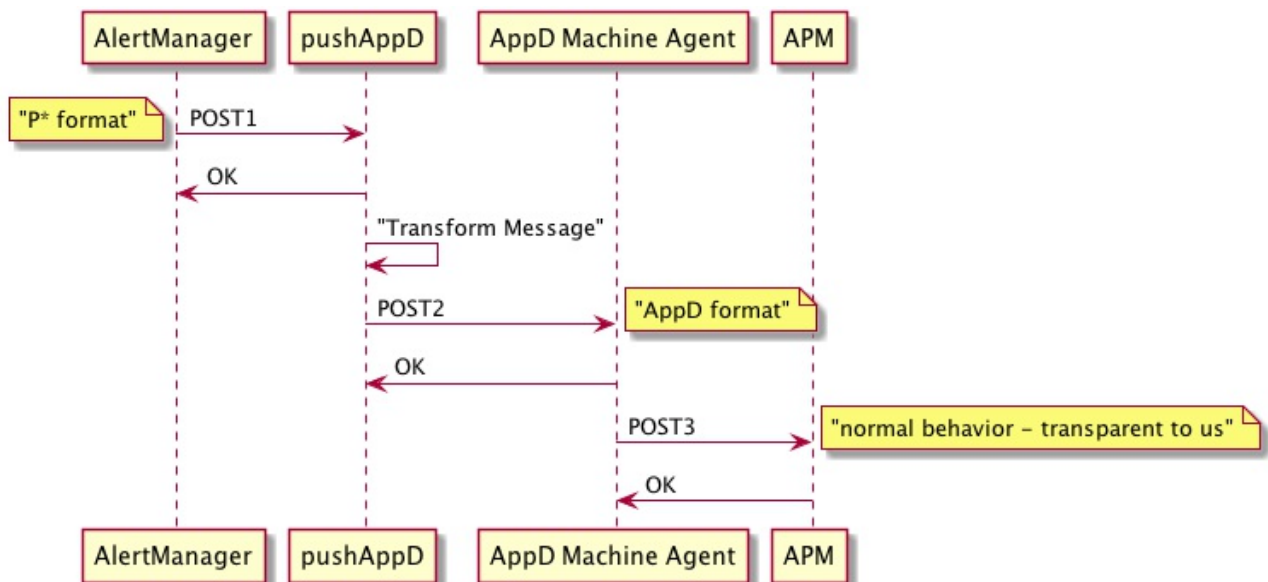 AlertManager
pushAppD
AppD Machine Agent
APM
"P* format"
POST1
OK
"Transform Message"
POST2
"AppD format"
OK
POST3
"normal behavior – transparent to us"
OK
AlertManager
pushAppD
AppD Machine Agent
APM